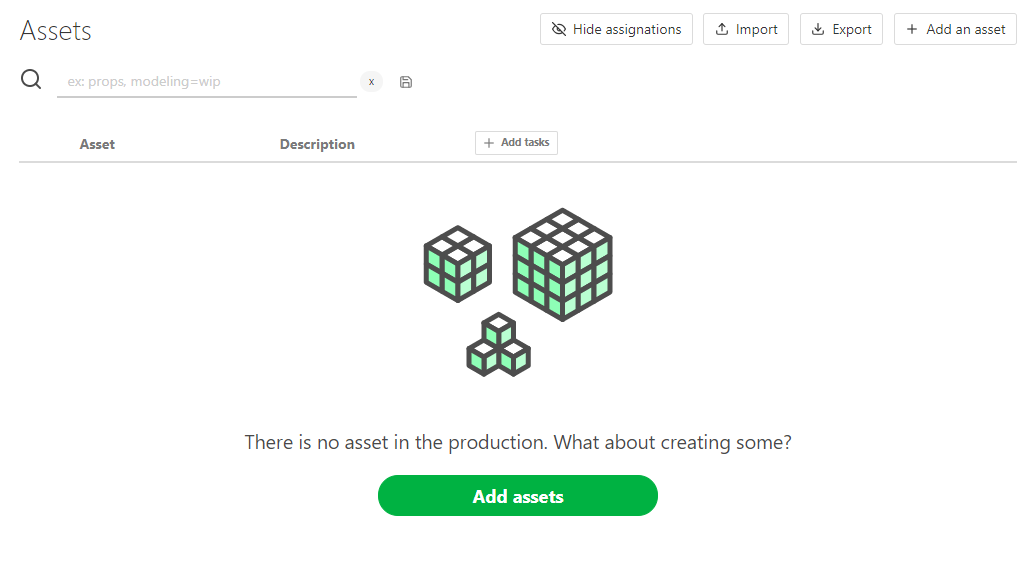 Assets
Hide assignations
Import
Export
+ Add an asset
ex: props, modeling=wip
x
Asset
Description
+ Add tasks
There is no asset in the production. What about creating some?
Add assets